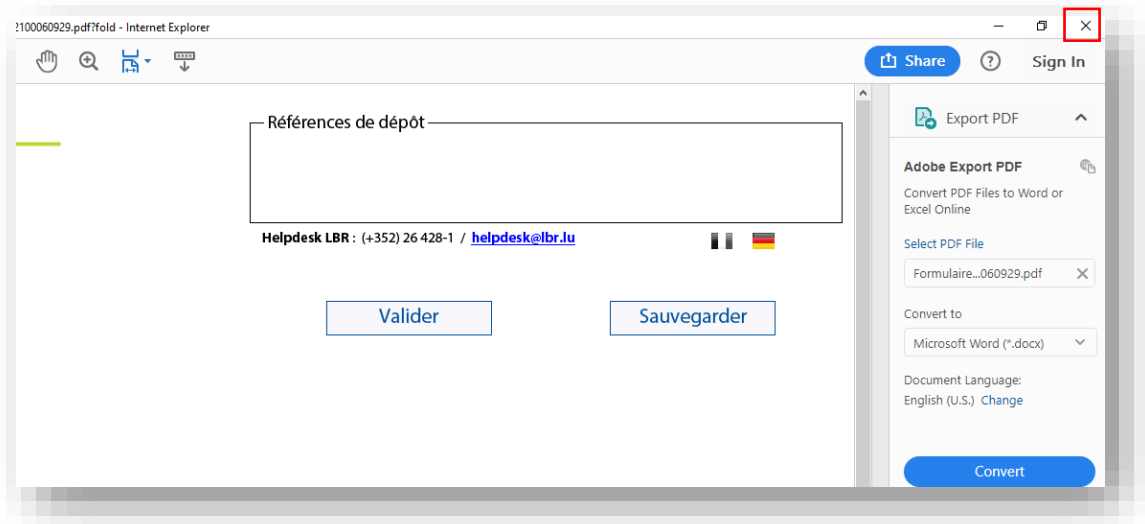 2100060929.pdf?fold - Internet Explorer
Share
?
Sign In
Références de dépôt
Helpdesk LBR : (+352) 26 428-1 / helpdesk@lbr.lu
Valider
Sauvegarder
Export PDF
Adobe Export PDF
Convert PDF Files to Word or
Excel Online
Select PDF File
Formulaire...060929.pdf
Convert to
Microsoft Word (*.docx)
Document Language:
English (U.S.) Change
Convert